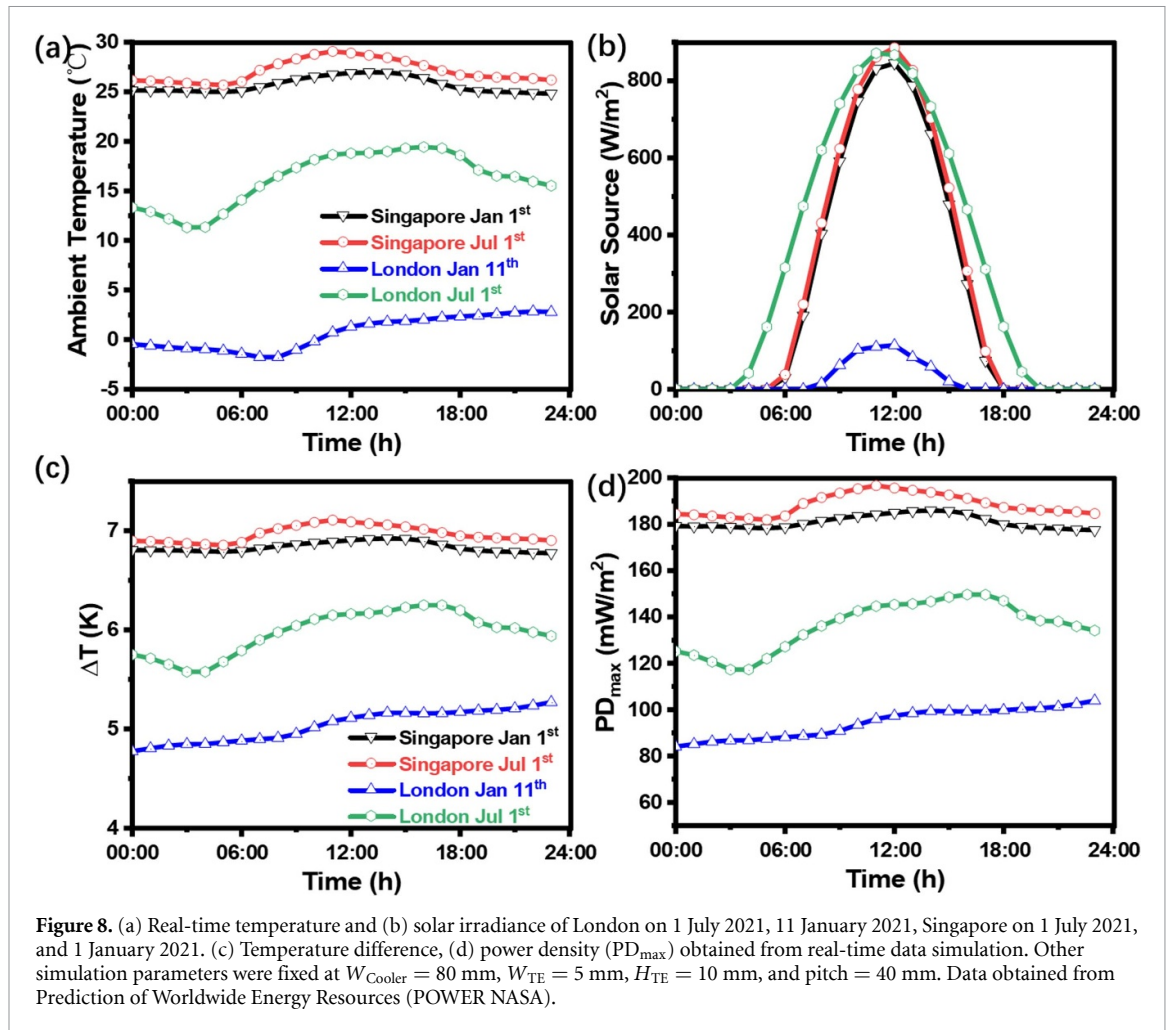 (a)
Ambient Temperature (℃)
30
25
20
15
10
5
0
-5
00:00 06:00 12:00 18:00 24:00
Time (h)
Singapore Jan 1st
Singapore Jul 1st
London Jan 11th
London Jul 1st
(b)
Solar Source (W/m2)
800
600
400
200
0
00:00 06:00 12:00 18:00 24:00
Time (h)
(c)
ΔT (K)
7
6
5
4
00:00 06:00 12:00 18:00 24:00
Time (h)
Singapore Jan 1st
Singapore Jul 1st
London Jan 11th
London Jul 1st
(d)
PDmax (mW/m2)
200
180
160
140
120
100
80
60
00:00 06:00 12:00 18:00 24:00
Time (h)
Figure 8. (a) Real-time temperature and (b) solar irradiance of London on 1 July 2021, 11 January 2021, Singapore on 1 July 2021,
and 1 January 2021. (c) Temperature difference, (d) power density (PDmax) obtained from real-time data simulation. Other
simulation parameters were fixed at WCooler = 80 mm, WTE = 5 mm, HTE = 10 mm, and pitch = 40 mm. Data obtained from
Prediction of Worldwide Energy Resources (POWER NASA).